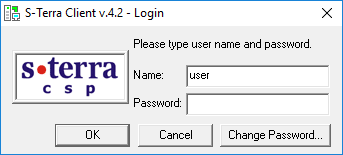 S-Terra Client v.4.2 - Login
Please type user name and password.
s•terra
c s p
Name:
user
Password:
OK
Cancel
Change Password...